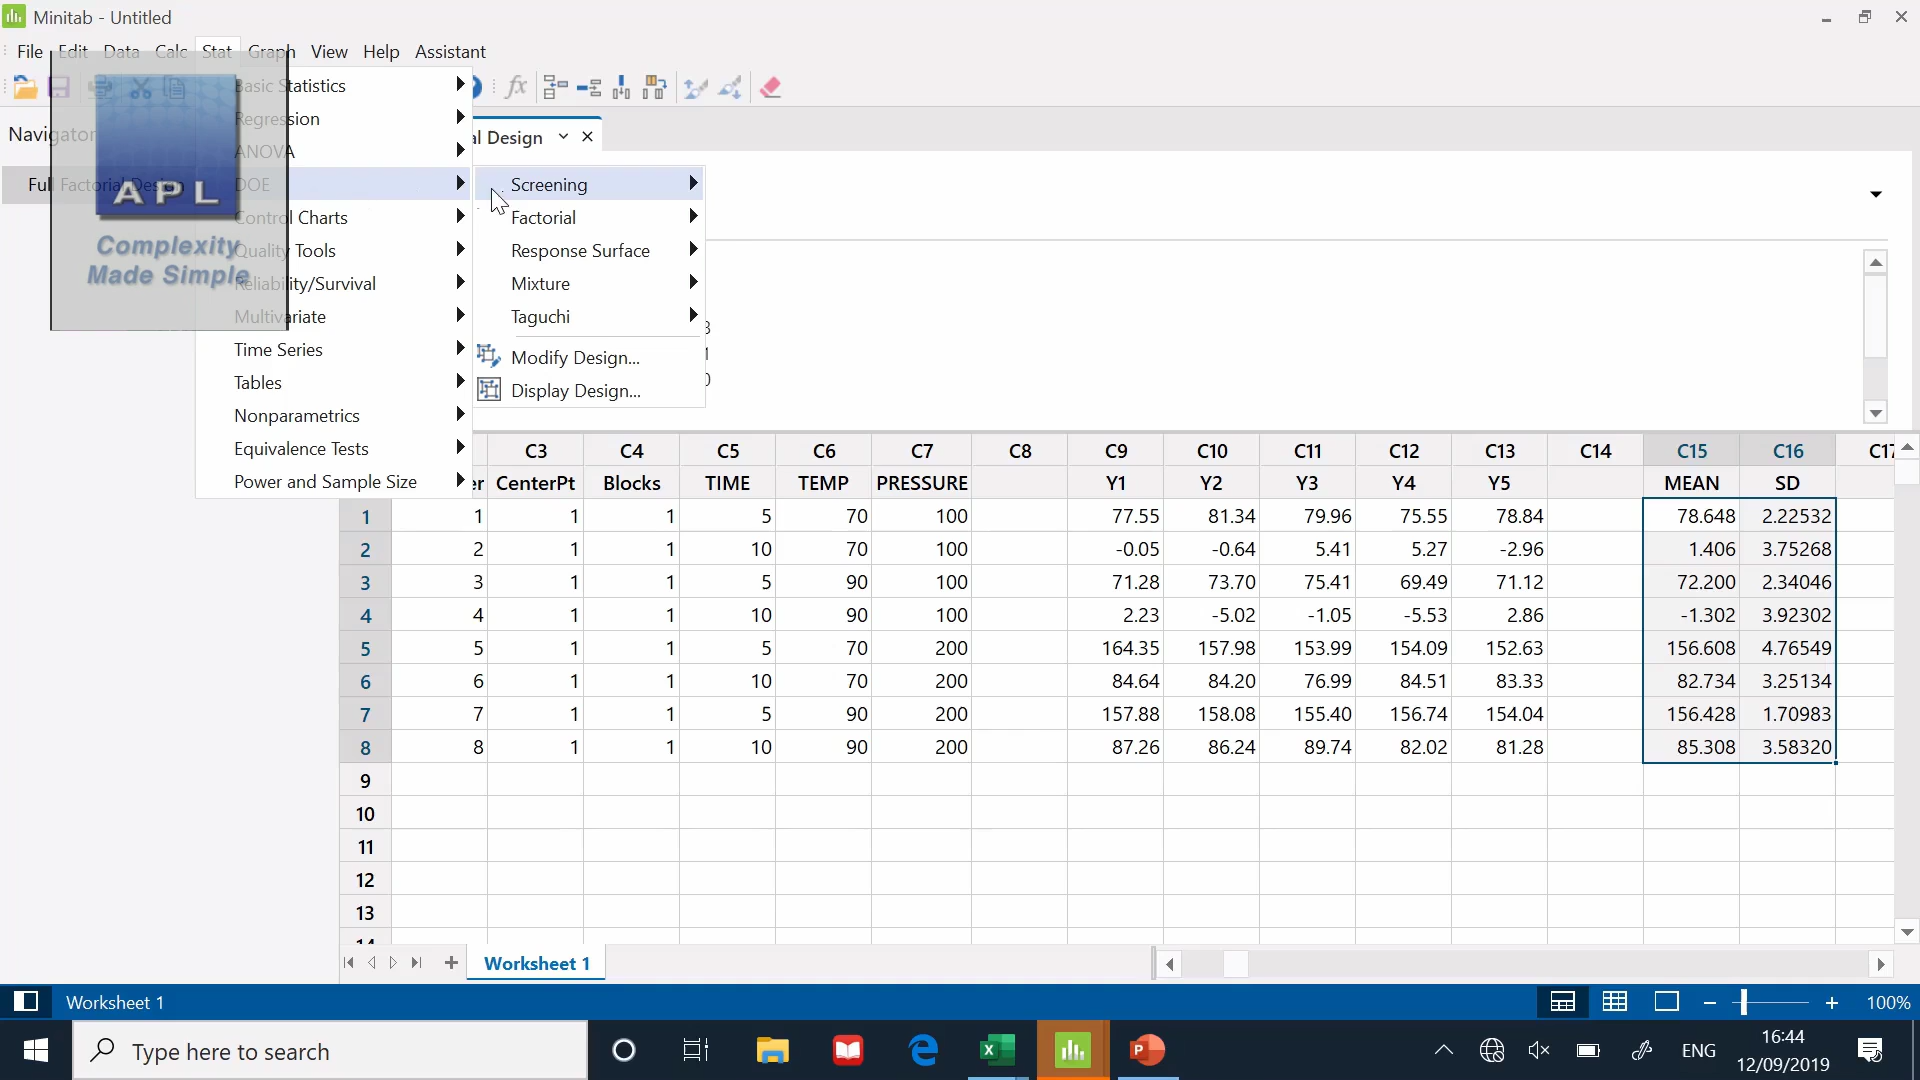 Minitab - Untitled
File Edit Data Calc Stat Graph View Help Assistant
Navigator
Full Factorial Design
APL
Complexity
Made Simple
Basic Statistics
Regression
ANOVA
DOE
Control Charts
Quality Tools
Reliability/Survival
Multivariate
Time Series
Tables
Nonparametrics
Equivalence Tests
Power and Sample Size
al Design
Screening
Factorial
Response Surface
Mixture
Taguchi
Modify Design...
Display Design...
C3 C4 C5 C6 C7 C8 C9 C10 C11 C12 C13 C14 C15 C16 C17
er CenterPt Blocks TIME TEMP PRESSURE Y1 Y2 Y3 Y4 Y5 MEAN SD
1 1 1 1 5 70 100 77.55 81.34 79.96 75.55 78.84 78.648 2.22532
2 2 1 1 10 70 100 -0.05 -0.64 5.41 5.27 -2.96 1.406 3.75268
3 3 1 1 5 90 100 71.28 73.70 75.41 69.49 71.12 72.200 2.34046
4 4 1 1 10 90 100 2.23 -5.02 -1.05 -5.53 2.86 -1.302 3.92302
5 5 1 1 5 70 200 164.35 157.98 153.99 154.09 152.63 156.608 4.76549
6 6 1 1 10 70 200 84.64 84.20 76.99 84.51 83.33 82.734 3.25134
7 7 1 1 5 90 200 157.88 158.08 155.40 156.74 154.04 156.428 1.70983
8 8 1 1 10 90 200 87.26 86.24 89.74 82.02 81.28 85.308 3.58320
9
10
11
12
13
14
Worksheet 1
Worksheet 1
100%
Type here to search
ENG
16:44
12/09/2019